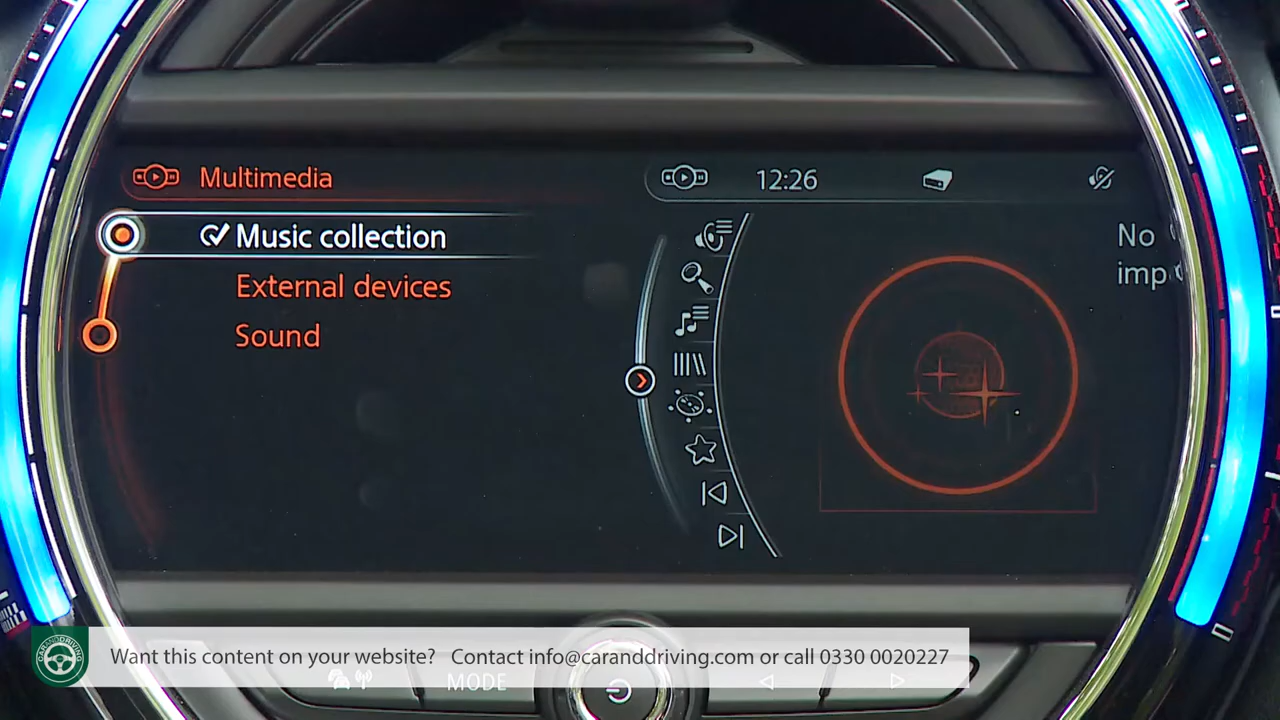 Multimedia
12:26
Music collection
External devices
Sound
No
imp
CARANDDRIVING
Want this content on your website? Contact info@caranddriving.com or call 0330 0020227
MODE